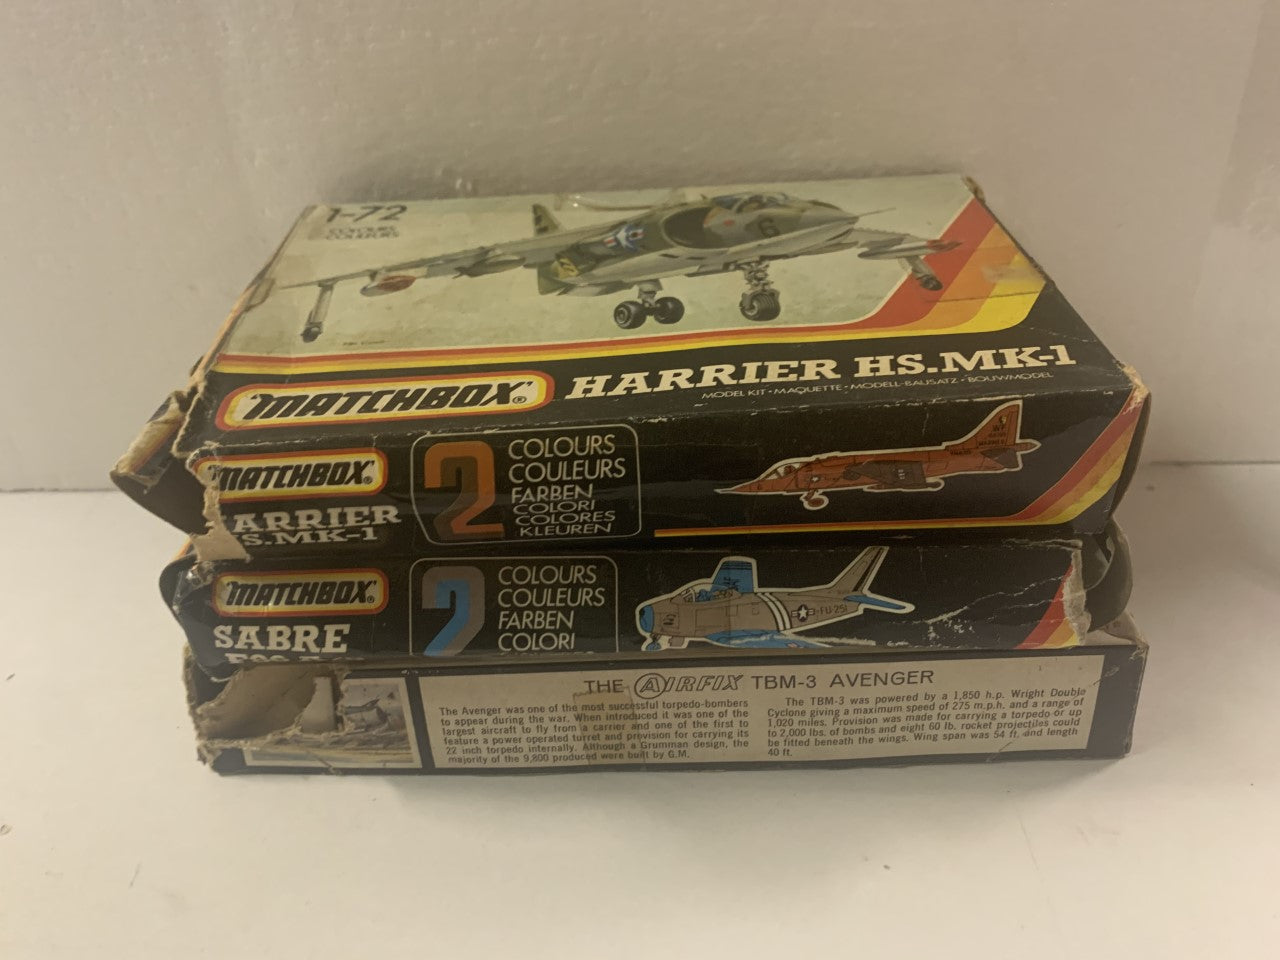 1-72
COLOURS
COULEURS
MATCHBOX®
HARRIER HS.MK-1
MODEL KIT · MAQUETTE · MODELL-BAUSATZ · BOUWMODEL
MATCHBOX
ARRIER
S.MK-1
2
COLOURS
COULEURS
FARBEN
COLORI
COLORES
KLEUREN
MATCHBOX
SABRE
2
COLOURS
COULEURS
FARBEN
COLORI
FU-251
THE AIRFIX TBM-3 AVENGER
The Avenger was one of the most successful torpedo-bombers
to appear during the war. When introduced it was one of the
largest aircraft to fly from a carrier and one of the first to
feature a power operated turret and provision for carrying its
22 inch torpedo internally. Although a Grumman design, the
majority of the 9,800 produced were built by G.M.
The TBM-3 was powered by a 1,850 h.p. Wright Double
Cyclone giving a maximum speed of 275 m.p.h. and a range of
1,020 miles. Provision was made for carrying a torpedo or up
to 2,000 lbs. of bombs and eight 60 lb. rocket projectiles could
be fitted beneath the wings. Wing span was 54 ft. and length
40 ft.